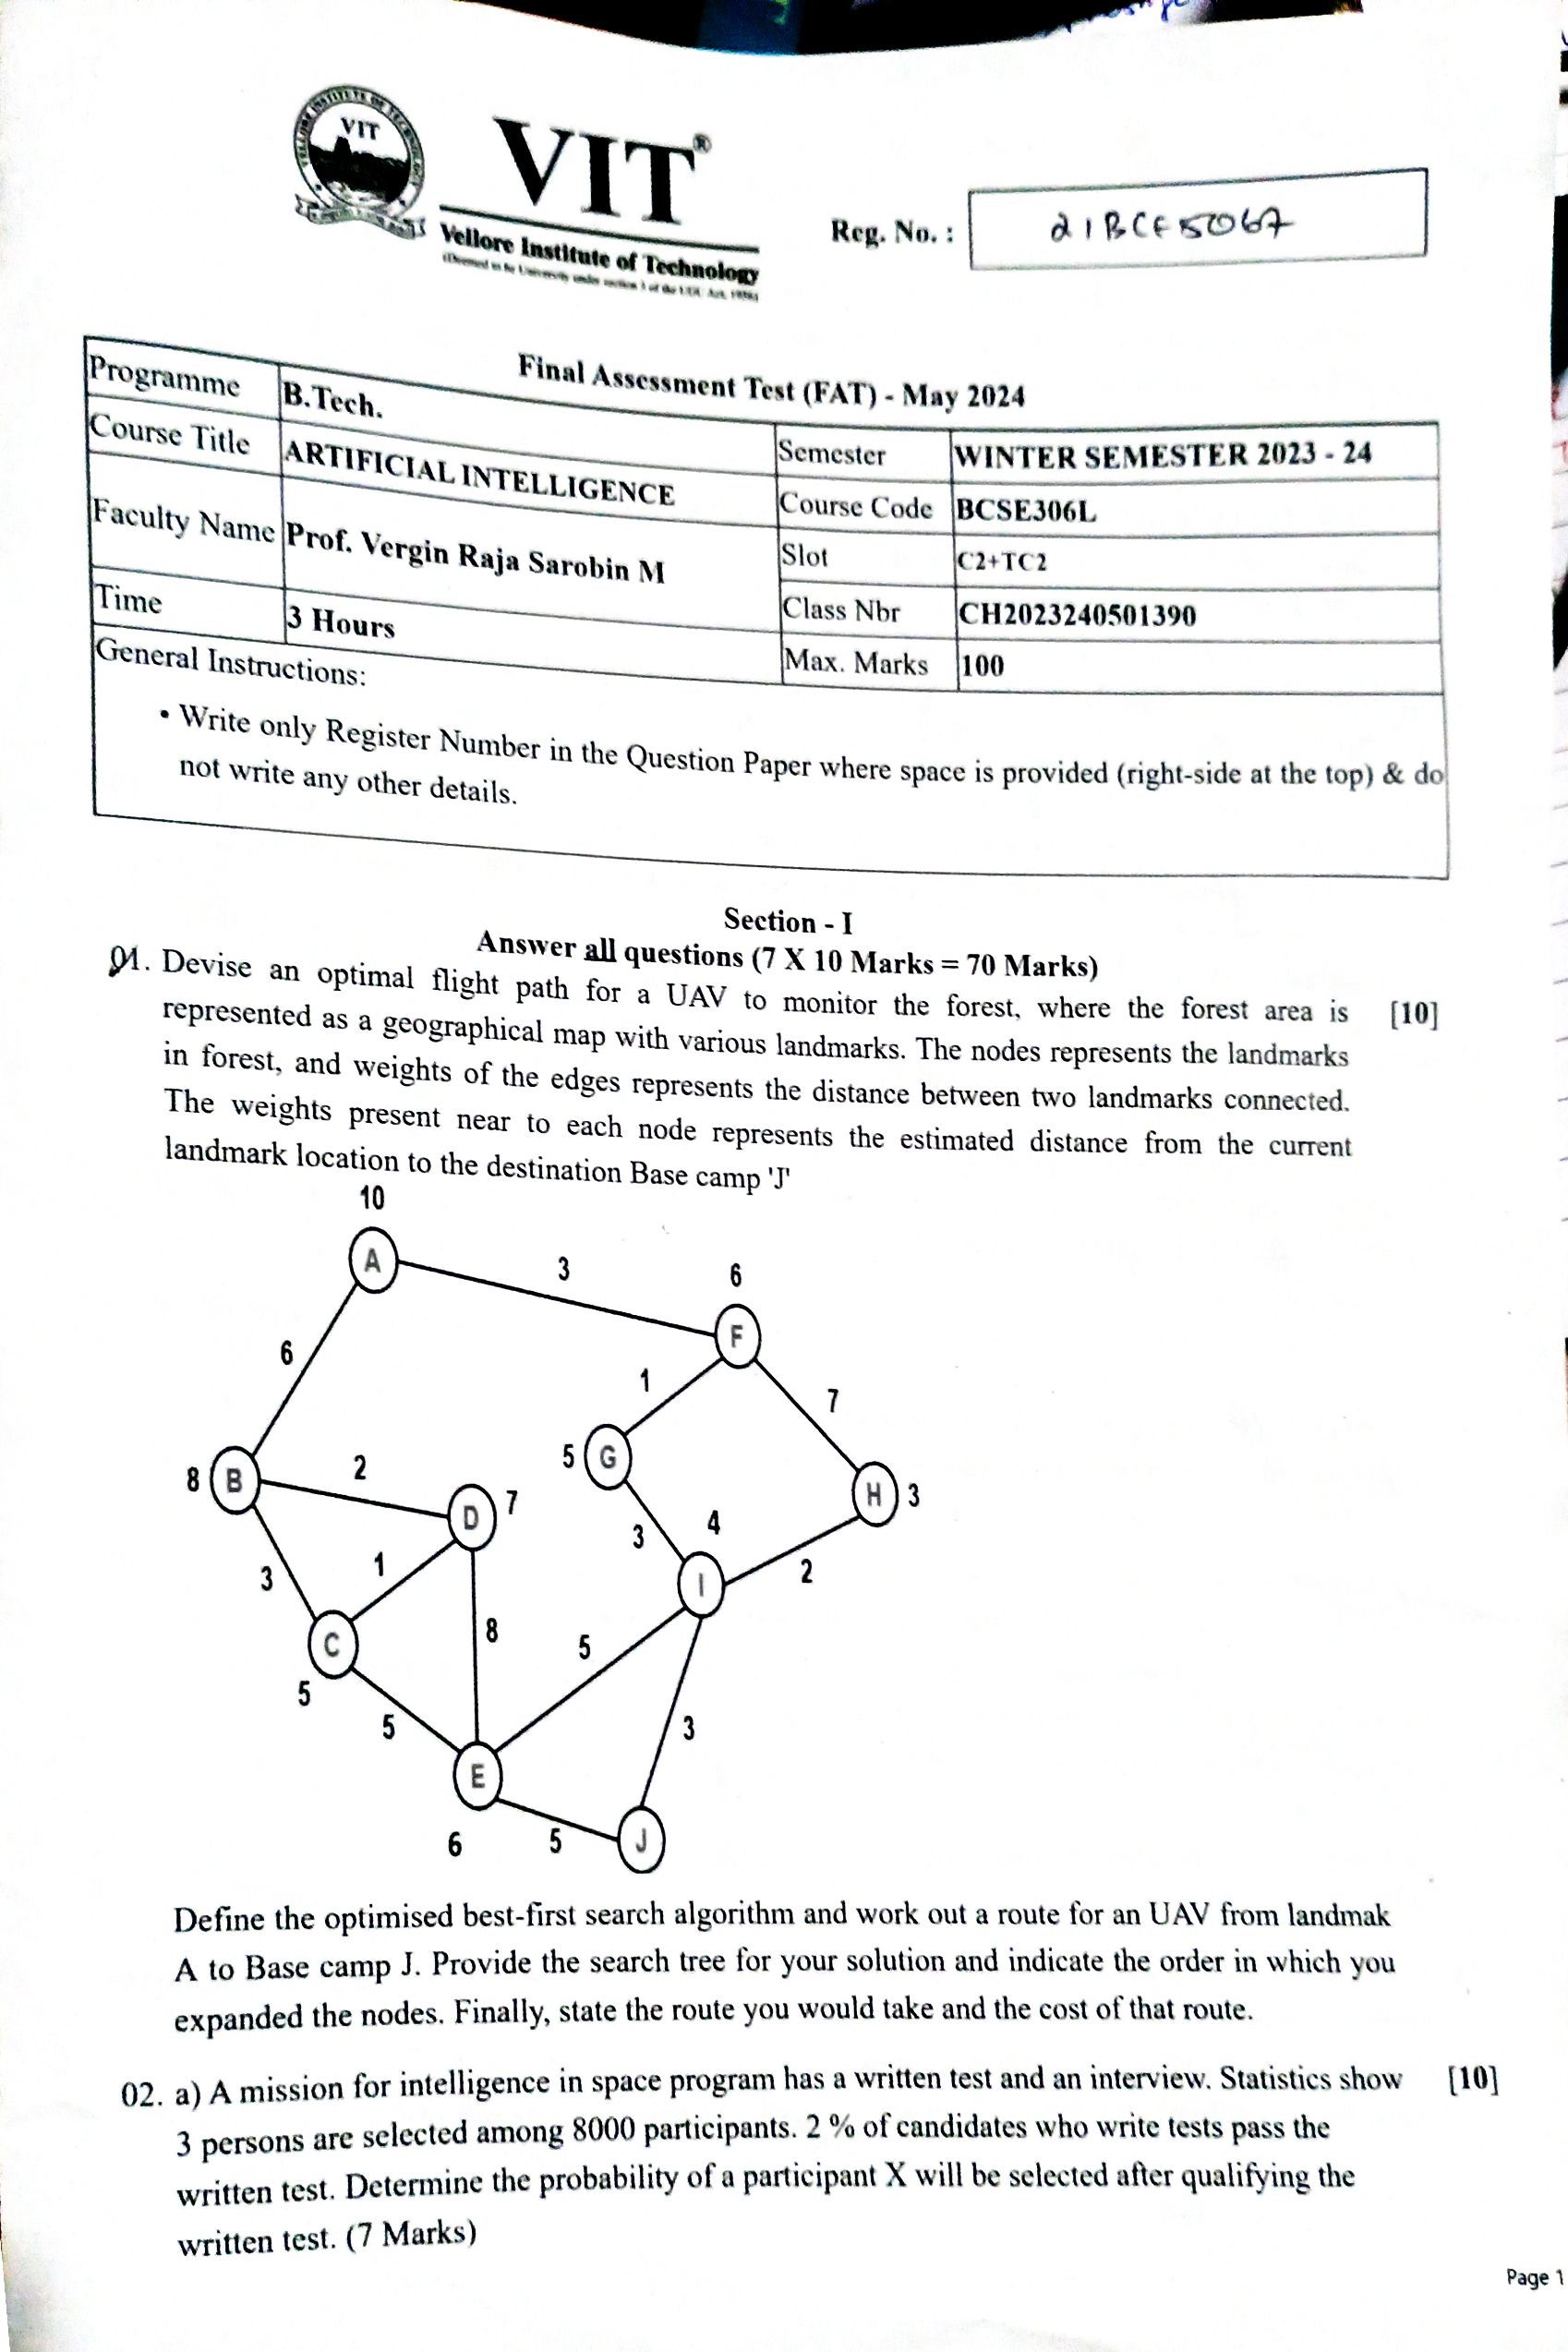 VIT
VIT®
Vellore Institute of Technology
(Deemed to be University under section 3 of the UGC Act, 1956)
Reg. No. :
21BCE5067
Final Assessment Test (FAT) - May 2024
Programme B.Tech. Semester WINTER SEMESTER 2023 - 24
Course Title ARTIFICIAL INTELLIGENCE Course Code BCSE306L
Faculty Name Prof. Vergin Raja Sarobin M Slot C2+TC2
Class Nbr CH2023240501390
Time 3 Hours Max. Marks 100
General Instructions:
• Write only Register Number in the Question Paper where space is provided (right-side at the top) & do
not write any other details.
Section - I
Answer all questions (7 X 10 Marks = 70 Marks)
01. Devise an optimal flight path for a UAV to monitor the forest, where the forest area is [10]
represented as a geographical map with various landmarks. The nodes represents the landmarks
in forest, and weights of the edges represents the distance between two landmarks connected.
The weights present near to each node represents the estimated distance from the current
landmark location to the destination Base camp 'J'
10
A
3
6
F
6
1
7
8 B
2
5 G
D 7
H 3
3
1
3
4
I
2
C
8
5
5
5
3
E
6
5
J
Define the optimised best-first search algorithm and work out a route for an UAV from landmak
A to Base camp J. Provide the search tree for your solution and indicate the order in which you
expanded the nodes. Finally, state the route you would take and the cost of that route.
02. a) A mission for intelligence in space program has a written test and an interview. Statistics show [10]
3 persons are selected among 8000 participants. 2 % of candidates who write tests pass the
written test. Determine the probability of a participant X will be selected after qualifying the
written test. (7 Marks)
Page 1